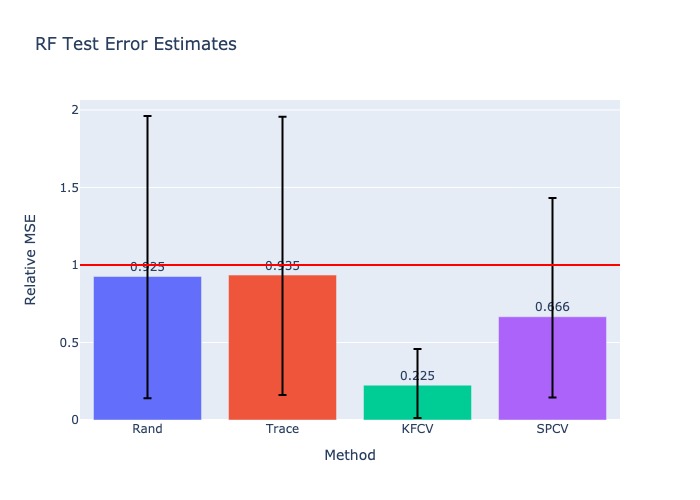 RF Test Error Estimates
Relative MSE
2
1.5
1
0.5
0
0.925
0.935
0.225
0.666
Rand
Trace
KFCV
SPCV
Method